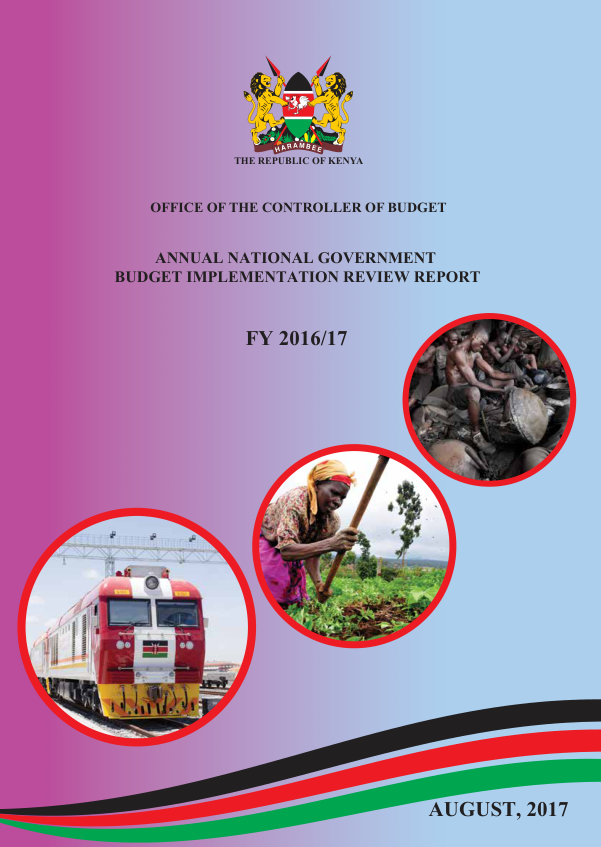 HARAMBEE
THE REPUBLIC OF KENYA
OFFICE OF THE CONTROLLER OF BUDGET
ANNUAL NATIONAL GOVERNMENT
BUDGET IMPLEMENTATION REVIEW REPORT
FY 2016/17
AUGUST, 2017